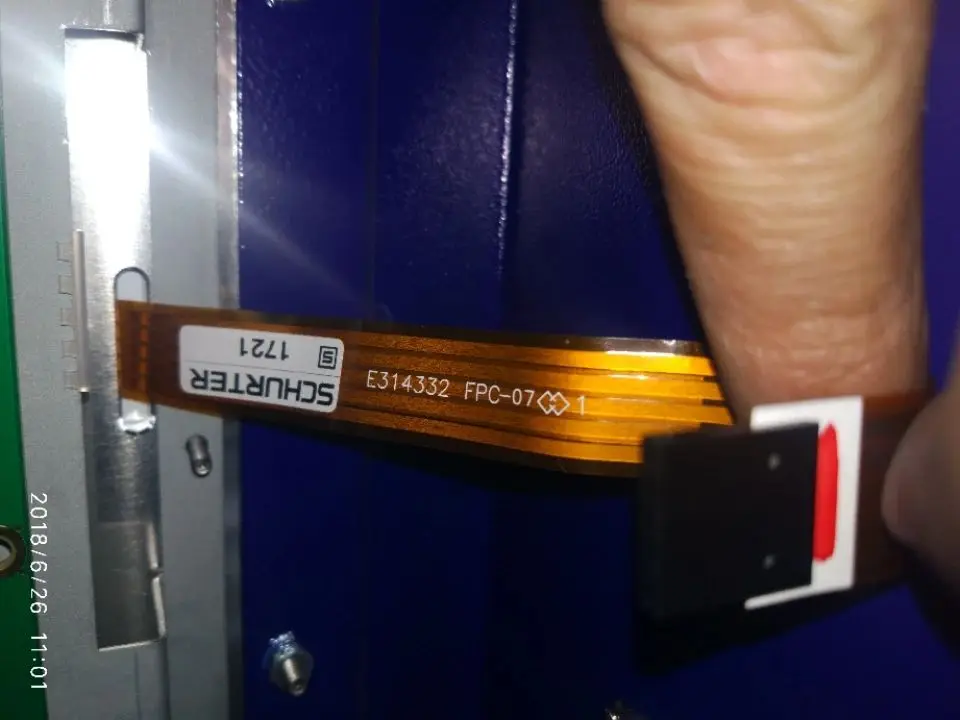 SCHURTER
1721
E314332 FPC-07 1
2018/6/26 11:01